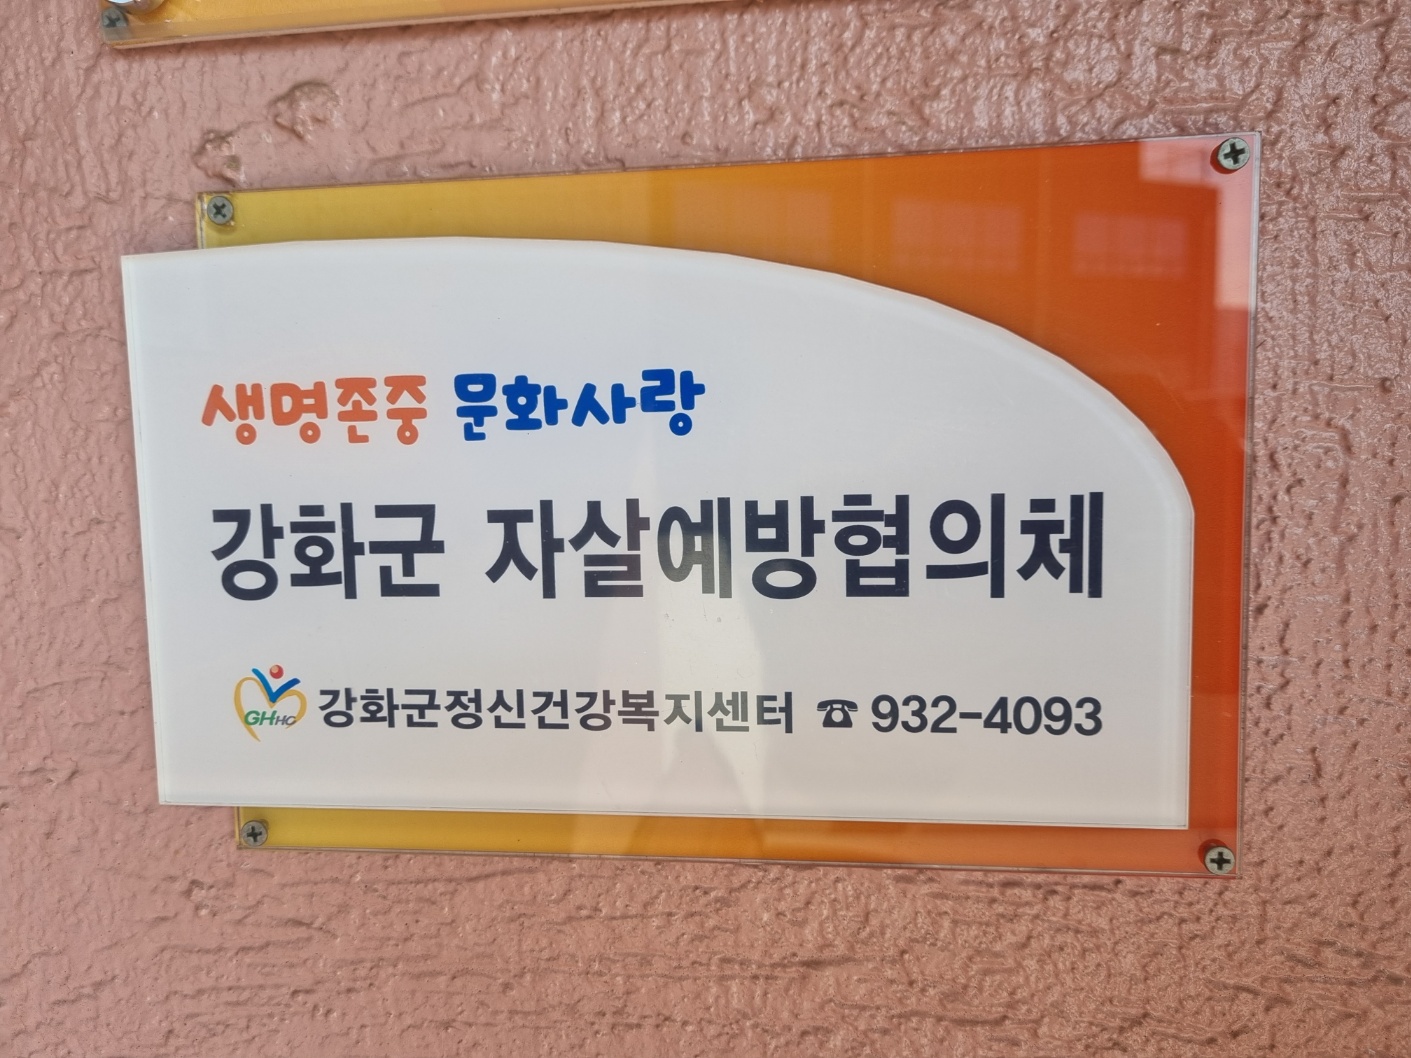 생명존중 문화사랑
강화군 자살예방협의체
GHHC 강화군정신건강복지센터 ☎ 932-4093